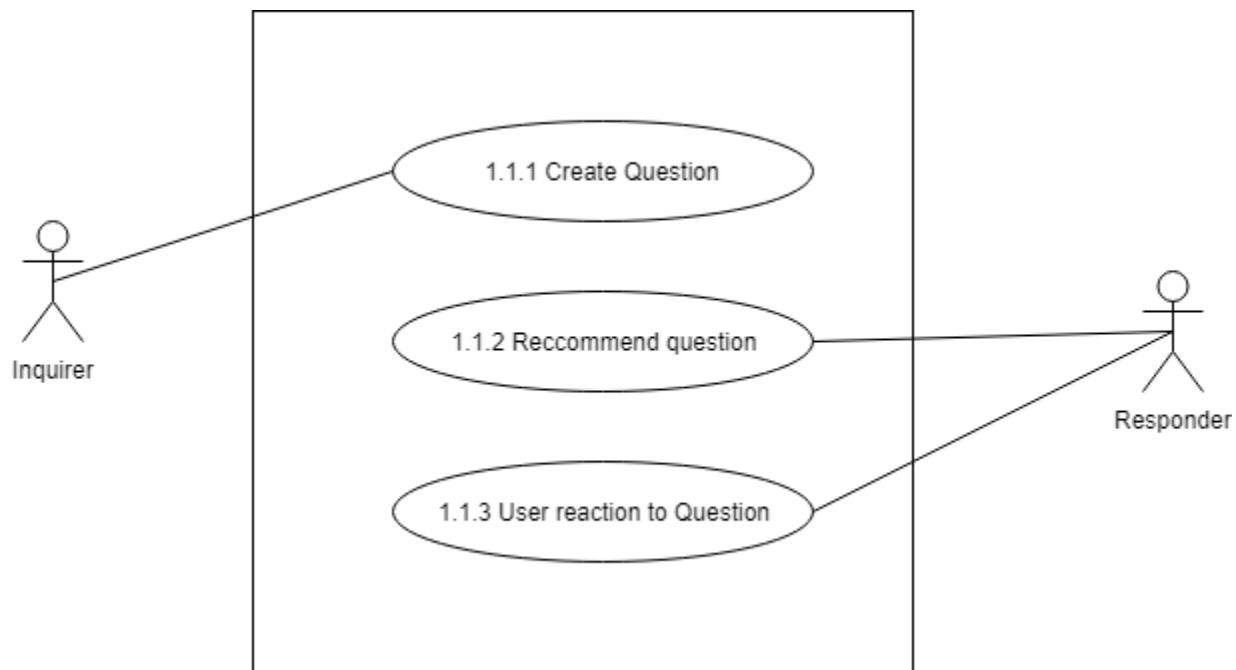 1.1.1 Create Question
Inquirer
1.1.2 Reccommend question
Responder
1.1.3 User reaction to Question